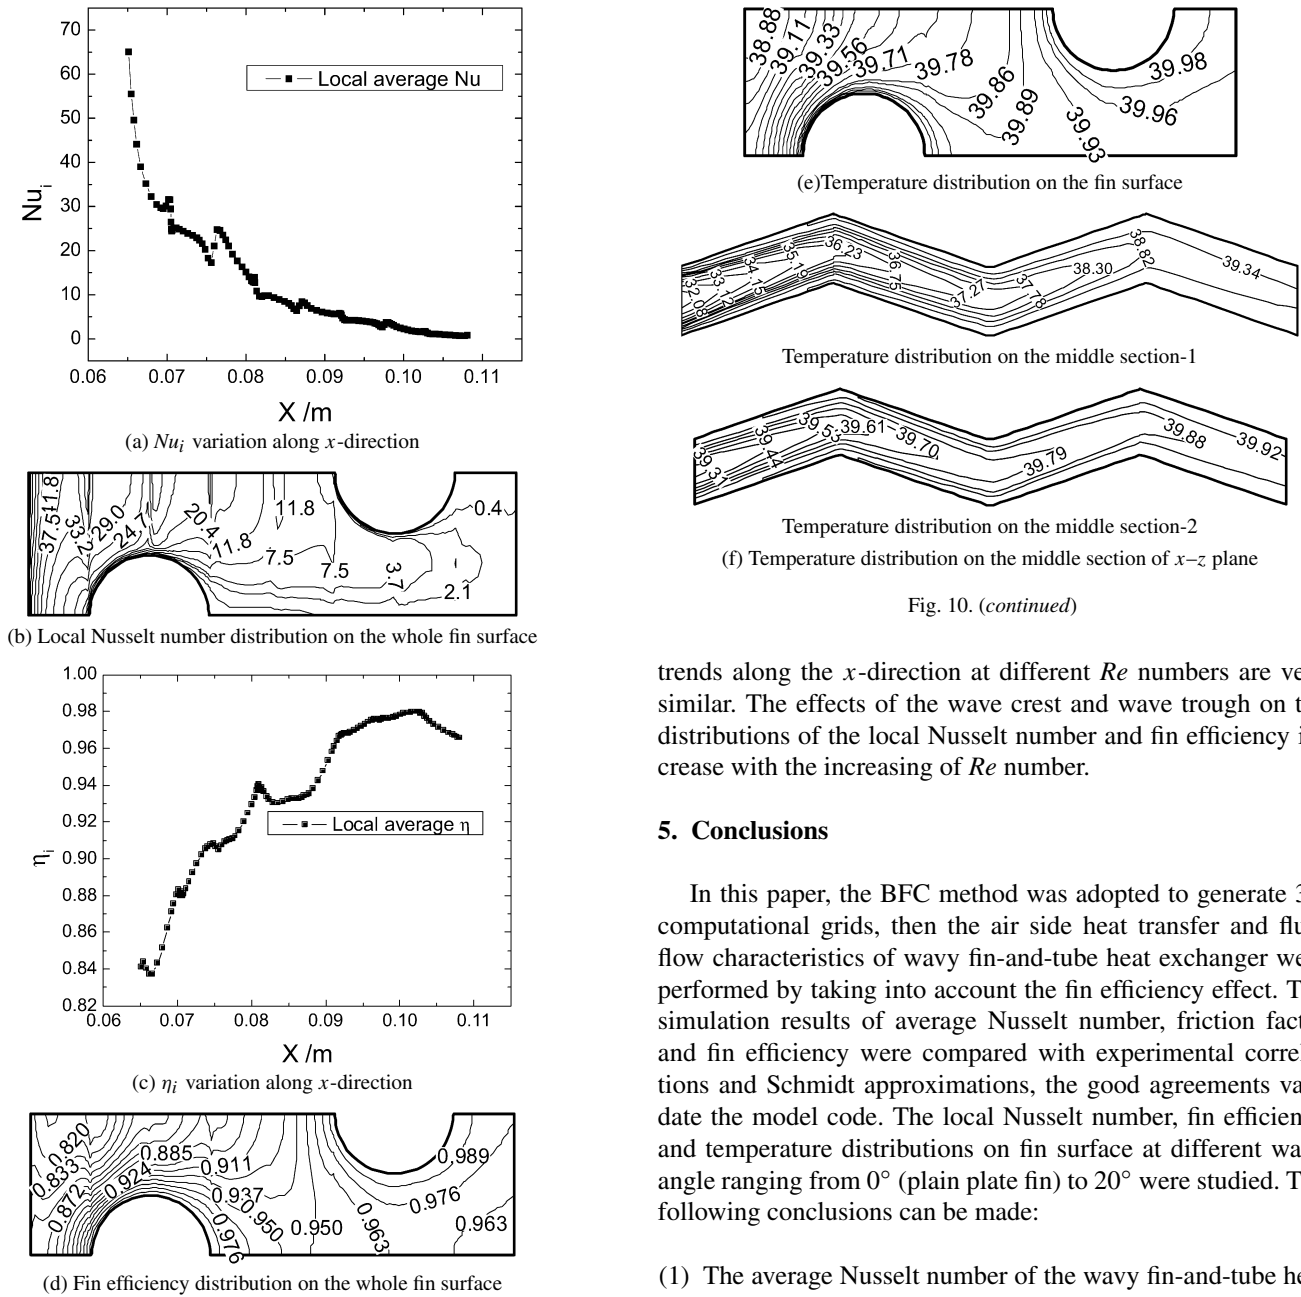 70
60
50
40
30
20
10
0
Nu_i
Local average Nu
0.06 0.07 0.08 0.09 0.10 0.11
X /m
(a) Nu_i variation along x-direction
37.5
11.8
29.0
24.7
20.4
11.8
11.8
7.5
7.5
3.7
2.1
0.4
(b) Local Nusselt number distribution on the whole fin surface
1.00
0.98
0.96
0.94
0.92
0.90
0.88
0.86
0.84
0.82
η_i
Local average η
0.06 0.07 0.08 0.09 0.10 0.11
X /m
(c) η_i variation along x-direction
0.820
0.833
0.872
0.924
0.885
0.911
0.937
0.950
0.976
0.950
0.963
0.976
0.989
0.963
(d) Fin efficiency distribution on the whole fin surface
38.88
39.11
39.33
39.56
39.71
39.78
39.86
39.89
39.93
39.96
39.98
(e)Temperature distribution on the fin surface
32.08
33.12
34.15
35.19
36.23
36.75
37.27
37.78
38.30
38.82
39.34
Temperature distribution on the middle section-1
39.31
39.44
39.53
39.61
39.70
39.79
39.88
39.92
Temperature distribution on the middle section-2
(f) Temperature distribution on the middle section of x–z plane
Fig. 10. (continued)
trends along the x-direction at different Re numbers are ve
similar. The effects of the wave crest and wave trough on t
distributions of the local Nusselt number and fin efficiency i
crease with the increasing of Re number.
5. Conclusions
In this paper, the BFC method was adopted to generate 3
computational grids, then the air side heat transfer and flu
flow characteristics of wavy fin-and-tube heat exchanger we
performed by taking into account the fin efficiency effect. T
simulation results of average Nusselt number, friction fact
and fin efficiency were compared with experimental correl
tions and Schmidt approximations, the good agreements va
date the model code. The local Nusselt number, fin efficien
and temperature distributions on fin surface at different wa
angle ranging from 0° (plain plate fin) to 20° were studied. T
following conclusions can be made:
(1) The average Nusselt number of the wavy fin-and-tube he